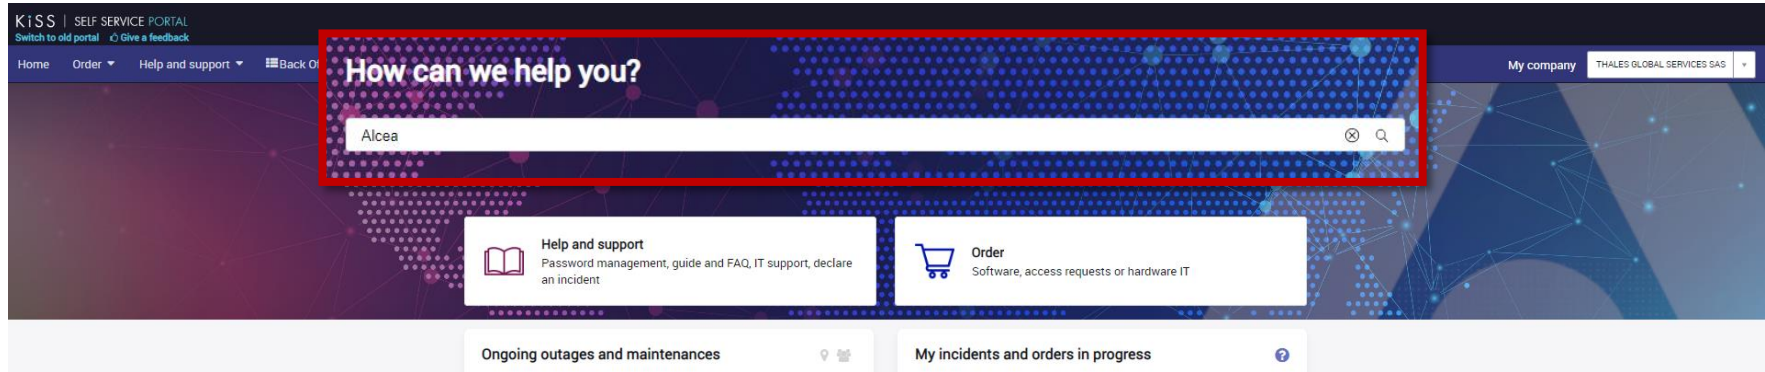 KiSS | SELF SERVICE PORTAL
Switch to old portal Give a feedback
Home Order Help and support Back
My company THALES GLOBAL SERVICES SAS
How can we help you?
Alcea
Help and support
Password management, guide and FAQ, IT support, declare
an incident
Order
Software, access requests or hardware IT
Ongoing outages and maintenances
My incidents and orders in progress